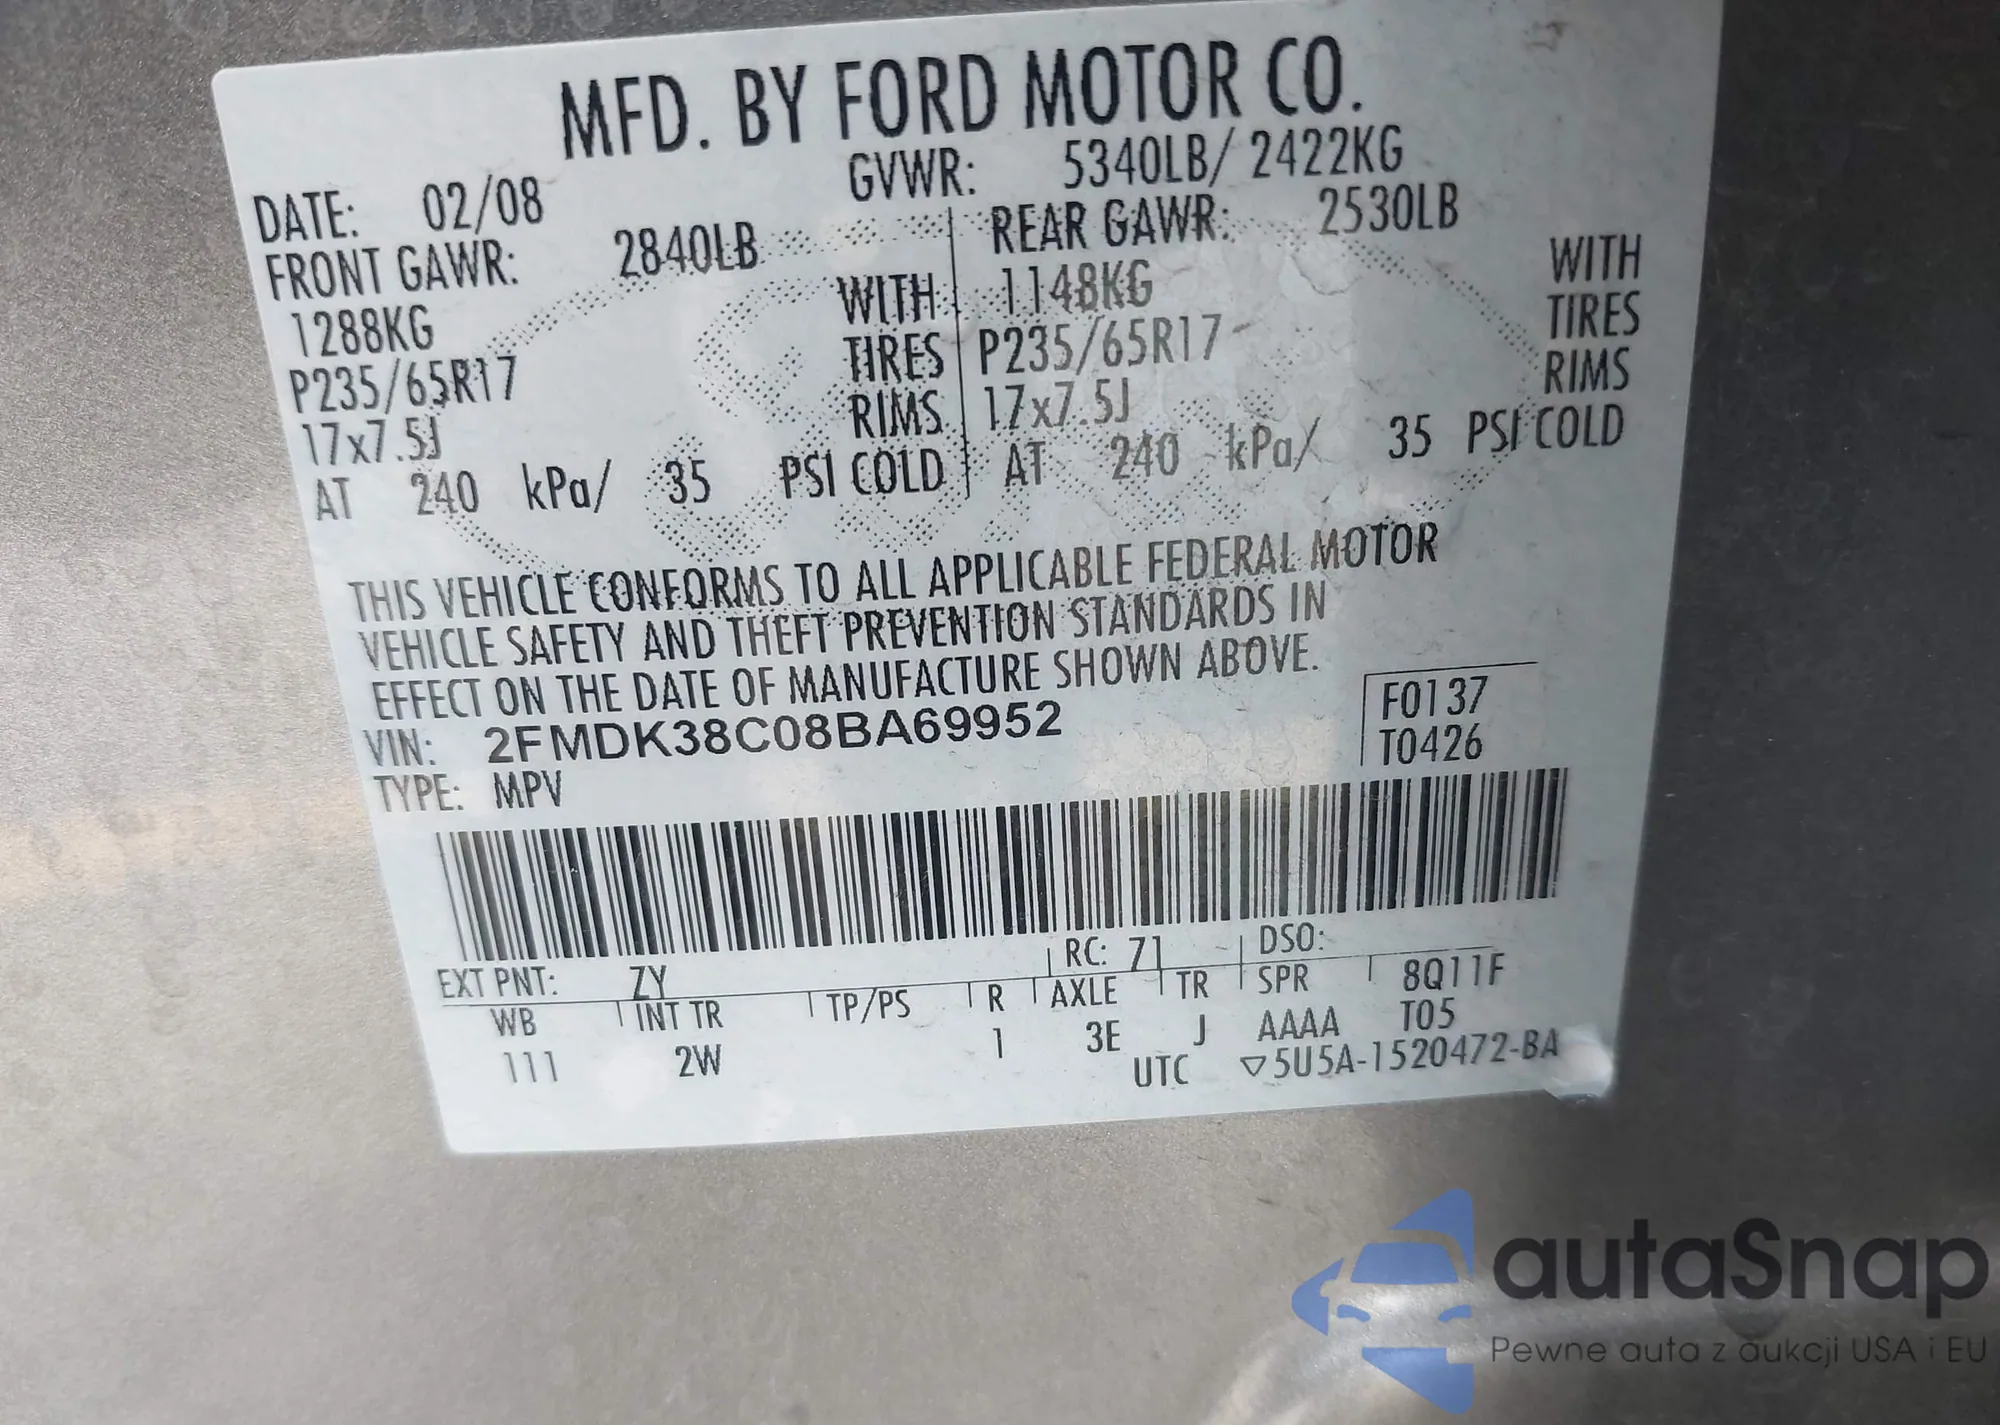 MFD. BY FORD MOTOR CO.
DATE: 02/08 GVWR: 5340LB/ 2422KG
FRONT GAWR: 2840LB REAR GAWR: 2530LB
1288KG WITH 1148KG WITH
P235/65R17 TIRES P235/65R17 TIRES
17x7.5J RIMS 17x7.5J RIMS
AT 240 kPa/ 35 PSI COLD AT 240 kPa/ 35 PSI COLD
THIS VEHICLE CONFORMS TO ALL APPLICABLE FEDERAL MOTOR
VEHICLE SAFETY AND THEFT PREVENTION STANDARDS IN
EFFECT ON THE DATE OF MANUFACTURE SHOWN ABOVE.
VIN: 2FMDK38C08BA69952 F0137
TYPE: MPV T0426
EXT PNT: ZY RC: 71 DSO:
WB INT TR TP/PS R AXLE TR SPR 8Q11F
111 2W 1 3E J AAAA T05
UTC ▽5U5A-1520472-BA
autaSnap
Pewne auta z aukcji USA i EU